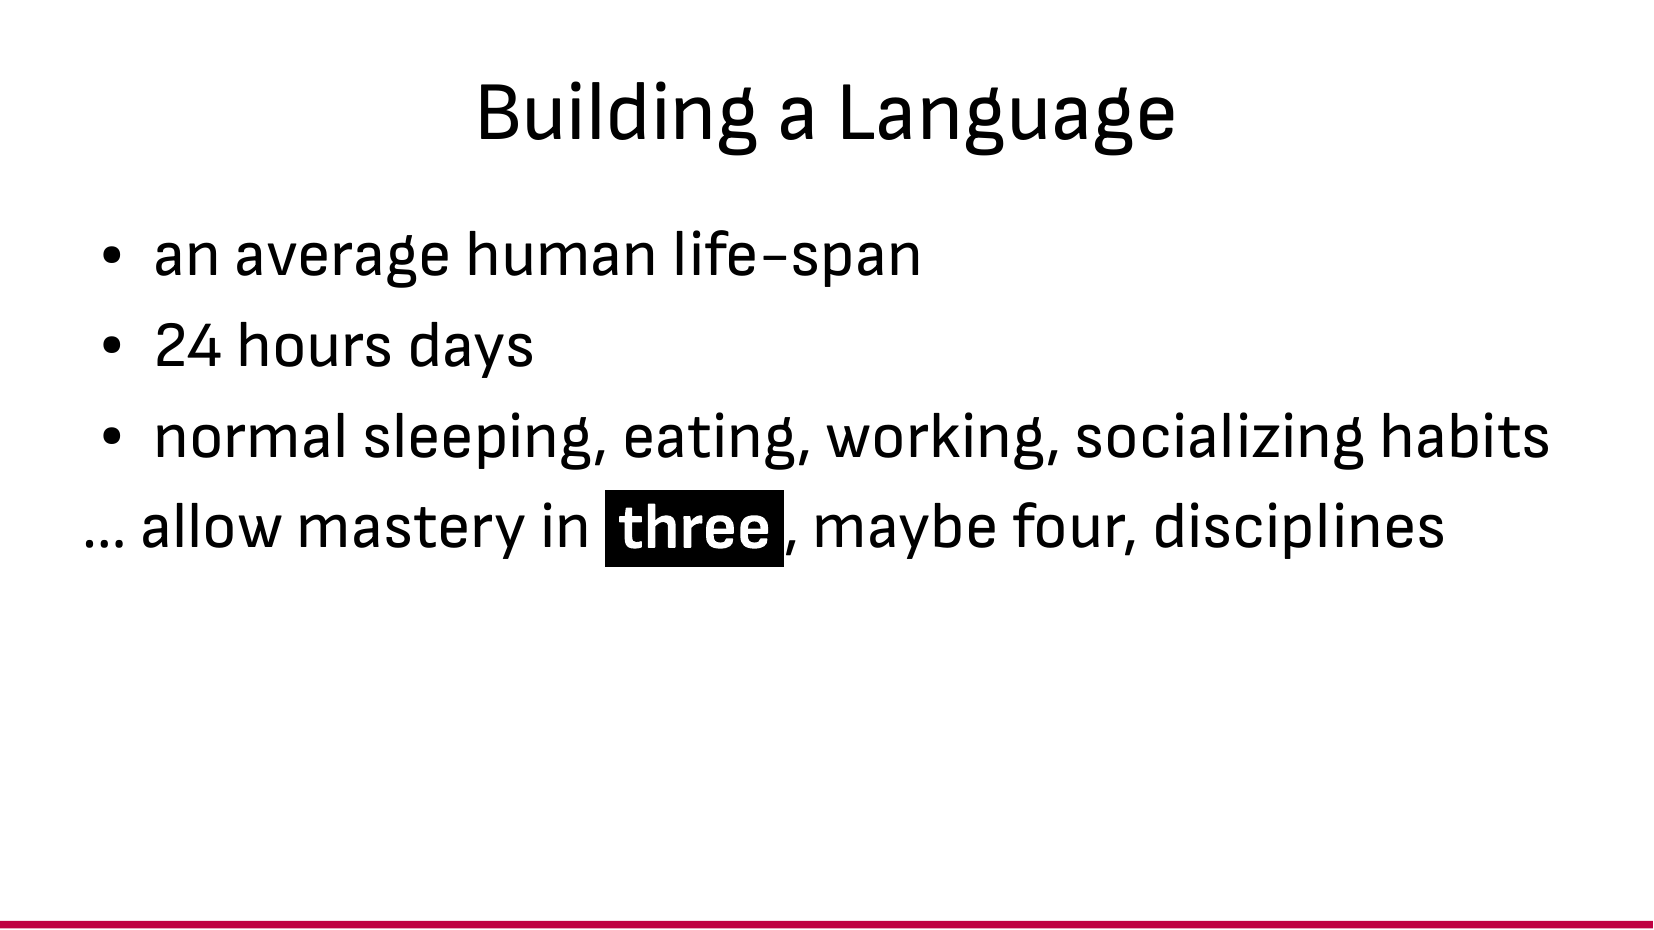 Building a Language
• an average human life-span
• 24 hours days
• normal sleeping, eating, working, socializing habits
... allow mastery in three, maybe four, disciplines